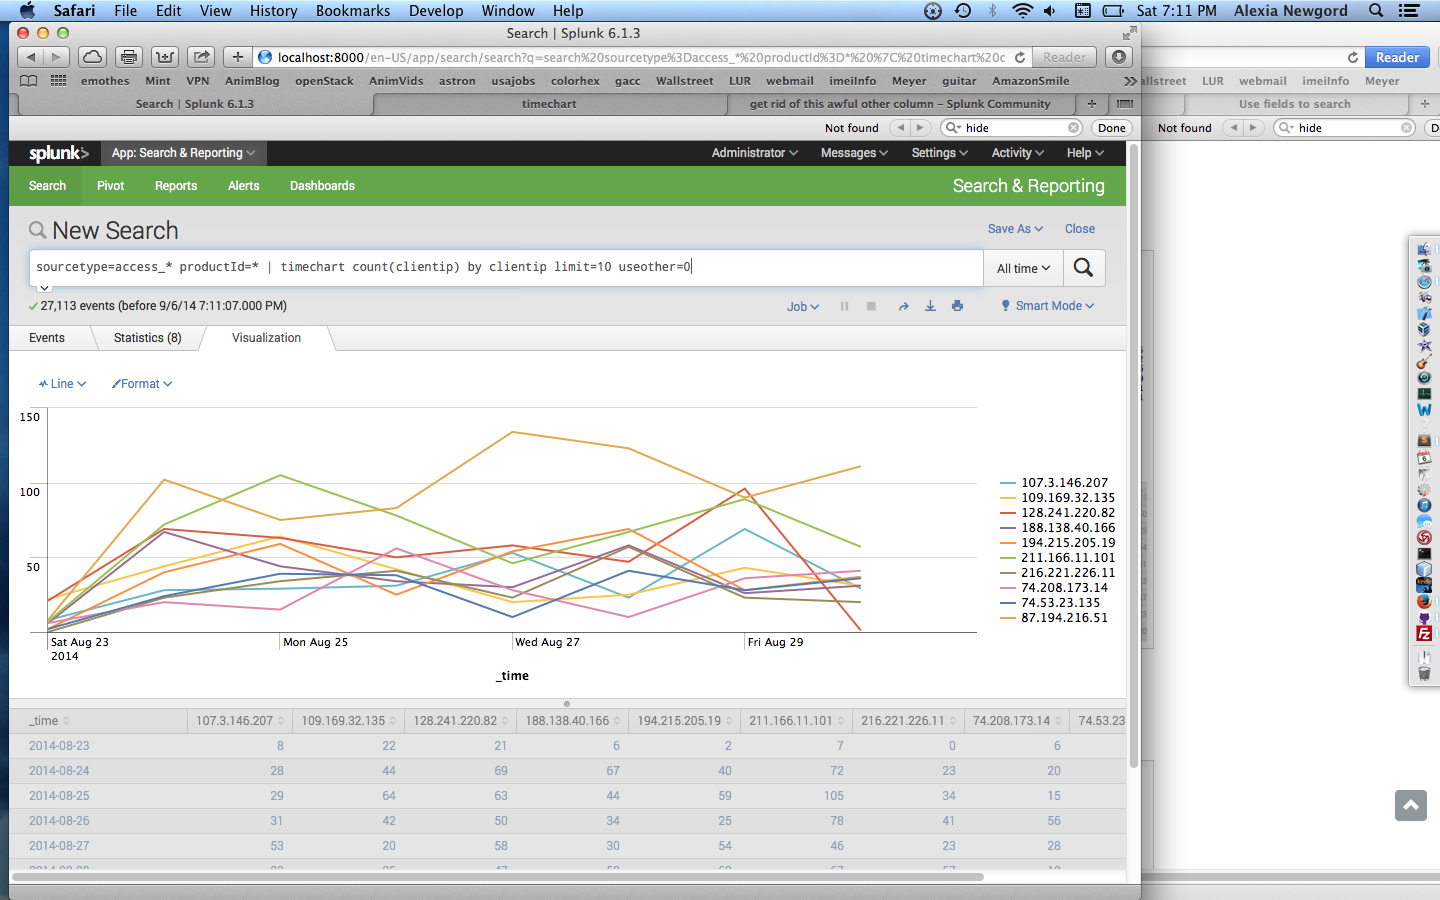 Safari File Edit View History Bookmarks Develop Window Help Sat 7:11 PM Alexia Newgord
Search | Splunk 6.1.3
localhost:8000/en-US/app/search/search?q=search%20sourcetype%3Daccess_*%20productId%3D*%20%7C%20timechart%20c Reader
Reader
emothes Mint VPN AnimBlog openStack AnimVids astron usajobs colorhex gacc Wallstreet LUR webmail imeilnfo Meyer guitar AmazonSmile
llstreet LUR webmail imeilnfo Meyer
Search | Splunk 6.1.3 timechart get rid of this awful other column – Splunk Community
Use fields to search
Not found hide Done
Not found hide D
splunk> App: Search & Reporting Administrator Messages Settings Activity Help
Search Pivot Reports Alerts Dashboards Search & Reporting
New Search Save As Close
sourcetype=access_* productId=* | timechart count(clientip) by clientip limit=10 useother=0 All time
27,113 events (before 9/6/14 7:11:07.000 PM) Job Smart Mode
Events Statistics (8) Visualization
Line Format
150
100
50
107.3.146.207
109.169.32.135
128.241.220.82
188.138.40.166
194.215.205.19
211.166.11.101
216.221.226.11
74.208.173.14
74.53.23.135
87.194.216.51
Sat Aug 23 Mon Aug 25 Wed Aug 27 Fri Aug 29
2014
_time
_time 107.3.146.207 109.169.32.135 128.241.220.82 188.138.40.166 194.215.205.19 211.166.11.101 216.221.226.11 74.208.173.14 74.53.23
2014-08-23 8 22 21 6 2 7 0 6
2014-08-24 28 44 69 67 40 72 23 20
2014-08-25 29 64 63 44 59 105 34 15
2014-08-26 31 42 50 34 25 78 41 56
2014-08-27 53 20 58 30 54 46 23 28